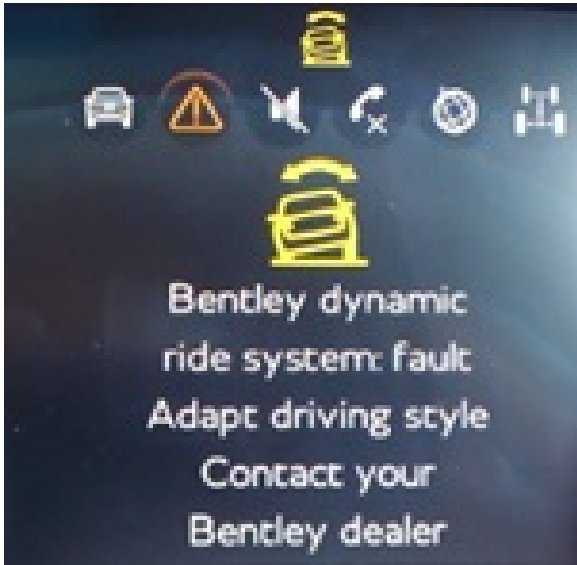 Bentley dynamic
ride system: fault
Adapt driving style
Contact your
Bentley dealer